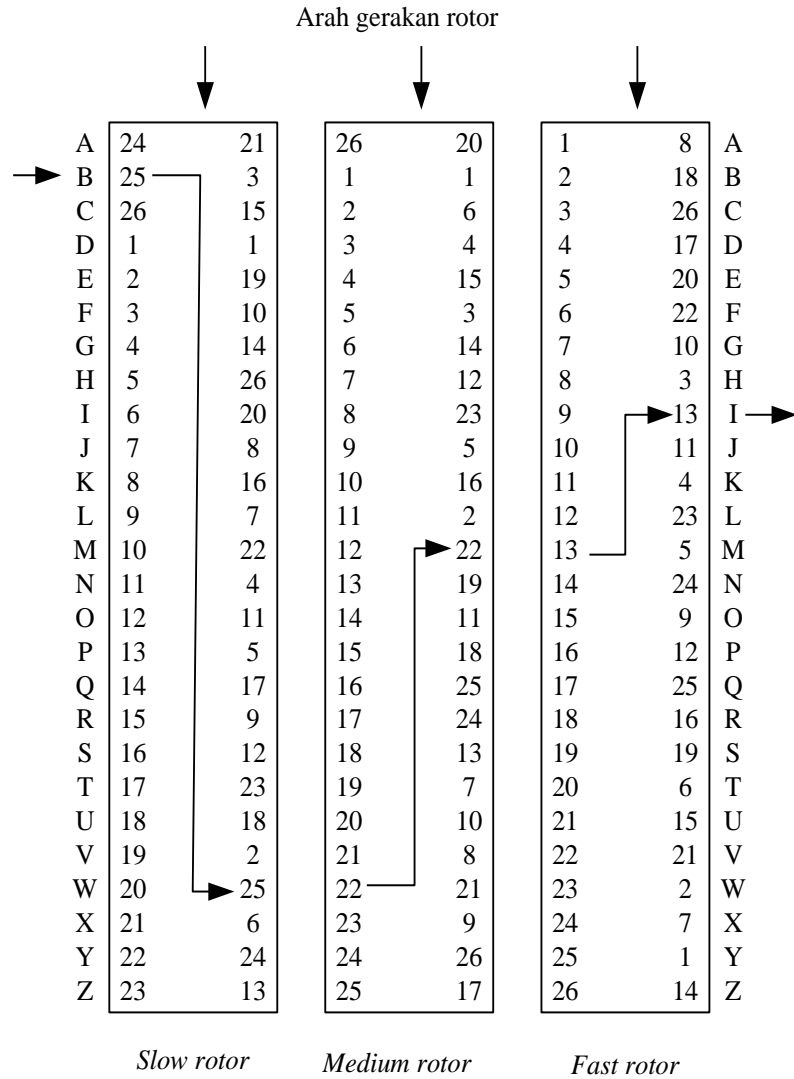 Arah gerakan rotor
A 24 21 26 20 1 8 A
B 25 3 1 1 2 18 B
C 26 15 2 6 3 26 C
D 1 1 3 4 4 17 D
E 2 19 4 15 5 20 E
F 3 10 5 3 6 22 F
G 4 14 6 14 7 10 G
H 5 26 7 12 8 3 H
I 6 20 8 23 9 13 I
J 7 8 9 5 10 11 J
K 8 16 10 16 11 4 K
L 9 7 11 2 12 23 L
M 10 22 12 22 13 5 M
N 11 4 13 19 14 24 N
O 12 11 14 11 15 9 O
P 13 5 15 18 16 12 P
Q 14 17 16 25 17 25 Q
R 15 9 17 24 18 16 R
S 16 12 18 13 19 19 S
T 17 23 19 7 20 6 T
U 18 18 20 10 21 15 U
V 19 2 21 8 22 21 V
W 20 25 22 21 23 2 W
X 21 6 23 9 24 7 X
Y 22 24 24 26 25 1 Y
Z 23 13 25 17 26 14 Z
Slow rotor Medium rotor Fast rotor